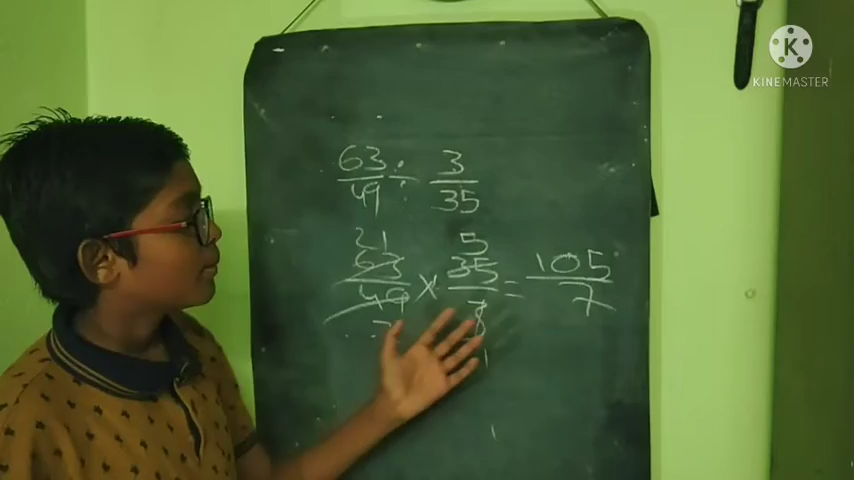 63/49 ÷ 3/35
21 5
63/49 × 35/3 = 105/7
7 1
K
KINEMASTER